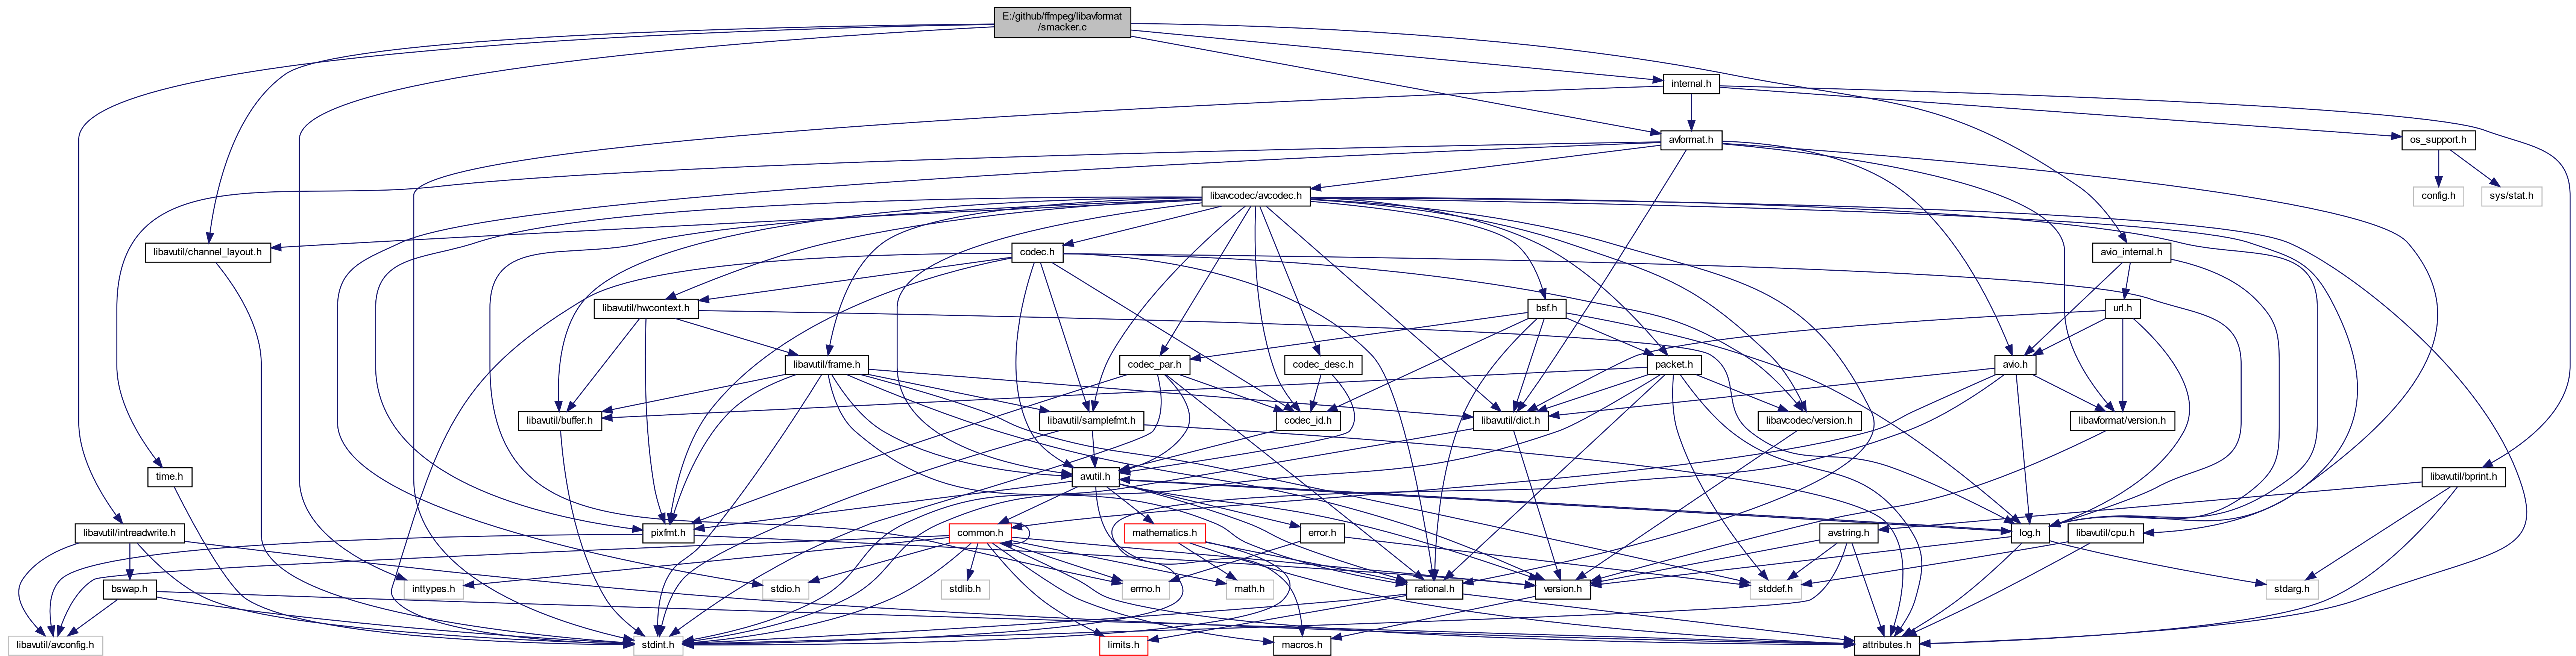 E:/github/ffmpeg/libavformat
/smacker.c
internal.h
avformat.h
os_support.h
libavcodec/avcodec.h
config.h
sys/stat.h
libavutil/channel_layout.h
codec.h
avio_internal.h
libavutil/hwcontext.h
bsf.h
url.h
libavutil/frame.h
codec_par.h
codec_desc.h
packet.h
avio.h
libavutil/buffer.h
libavutil/samplefmt.h
codec_id.h
libavutil/dict.h
libavcodec/version.h
libavformat/version.h
time.h
avutil.h
libavutil/bprint.h
libavutil/intreadwrite.h
pixfmt.h
common.h
mathematics.h
error.h
avstring.h
log.h
libavutil/cpu.h
bswap.h
inttypes.h
stdio.h
stdlib.h
errno.h
math.h
rational.h
version.h
stddef.h
stdarg.h
libavutil/avconfig.h
stdint.h
limits.h
macros.h
attributes.h